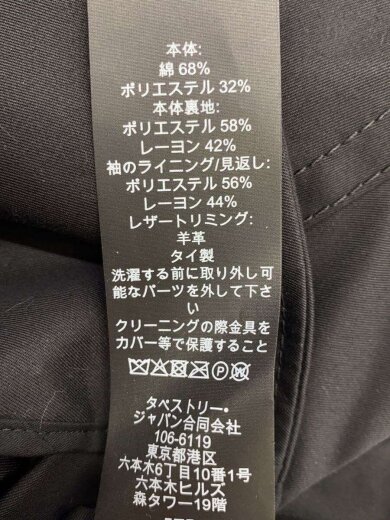 本体:
綿 68%
ポリエステル 32%
本体裏地:
ポリエステル 58%
レーヨン 42%
袖のライニング/見返し:
ポリエステル 56%
レーヨン 44%
レザートリミング:
羊革
タイ製
洗濯する前に取り外し可
能なパーツを外して下さ
い
クリーニングの際金具を
カバー等で保護すること
タペストリー・
ジャパン合同会社
106-6119
東京都港区
六本木6丁目10番1号
六本木ヒルズ
森タワー19階